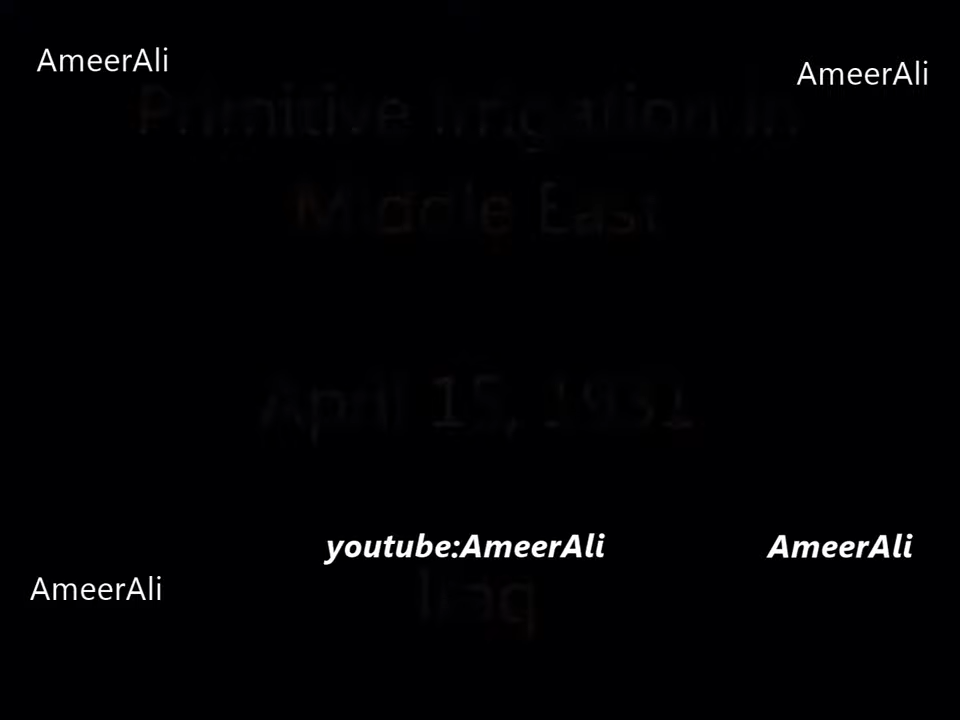 AmeerAli
AmeerAli
Primitive Irrigation in
Middle East
April 15, 1931
youtube:AmeerAli
AmeerAli
AmeerAli
Iraq